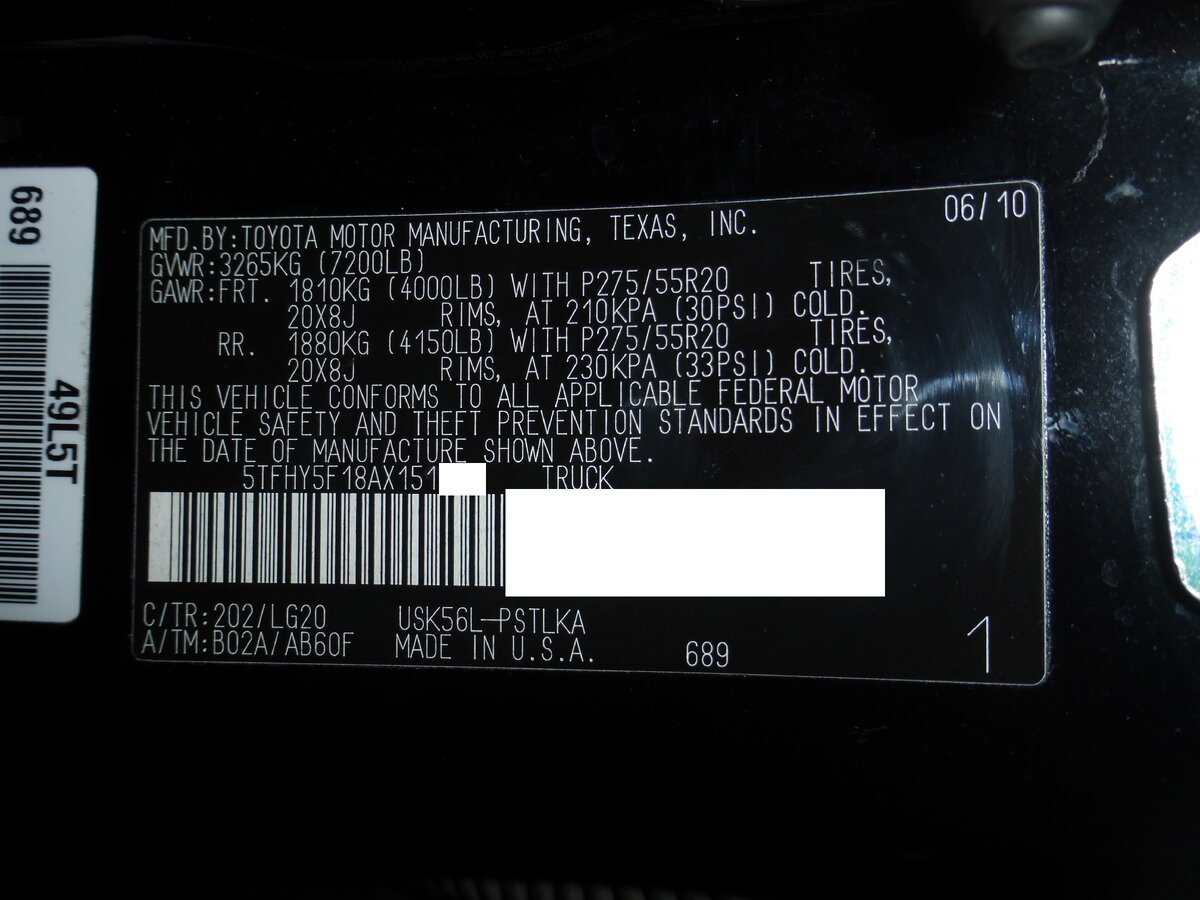 06/10
MFD.BY:TOYOTA MOTOR MANUFACTURING, TEXAS, INC.
GVWR:3265KG (7200LB)
GAWR:FRT. 1810KG (4000LB) WITH P275/55R20 TIRES,
20X8J RIMS, AT 210KPA (30PSI) COLD.
RR. 1880KG (4150LB) WITH P275/55R20 TIRES,
20X8J RIMS, AT 230KPA (33PSI) COLD.
THIS VEHICLE CONFORMS TO ALL APPLICABLE FEDERAL MOTOR
VEHICLE SAFETY AND THEFT PREVENTION STANDARDS IN EFFECT ON
THE DATE OF MANUFACTURE SHOWN ABOVE.
5TFHY5F18AX151 TRUCK
C/TR:202/LG20 USK56L-PSTLKA
A/TM:B02A/AB60F MADE IN U.S.A. 689
1
689
49L5T